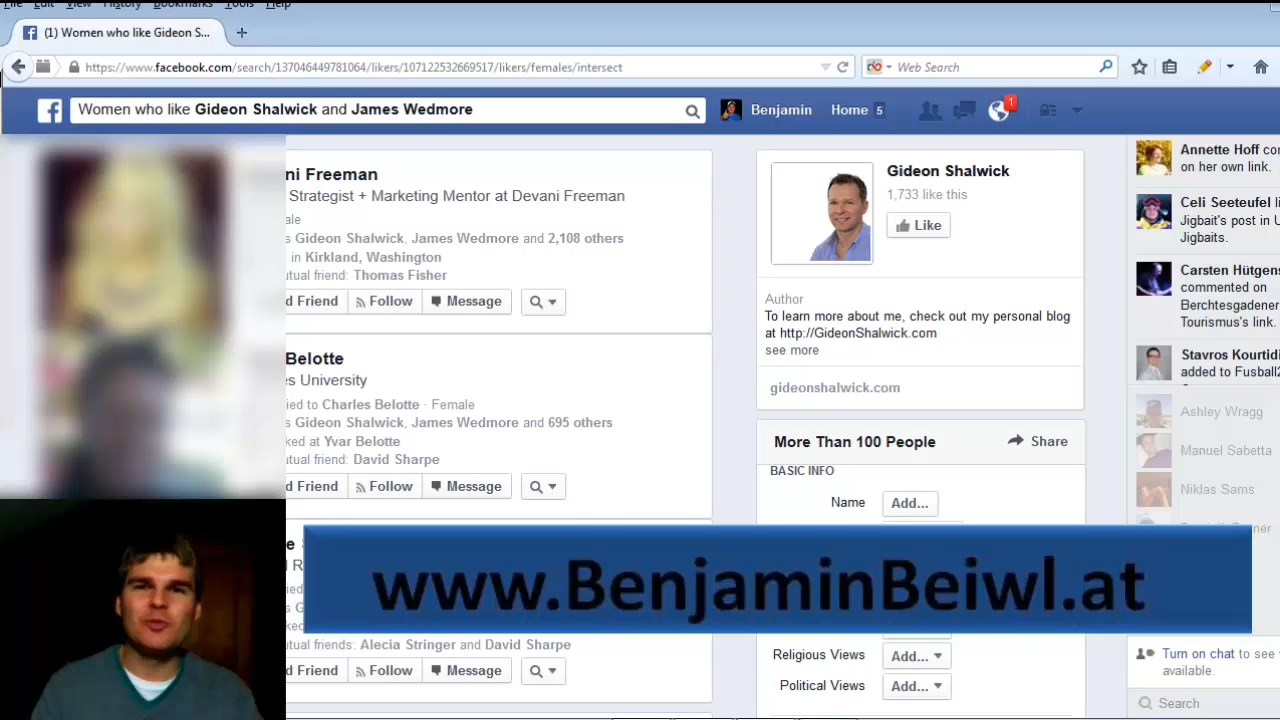 File Edit View History Bookmarks Tools Help
(1) Women who like Gideon S...
https://www.facebook.com/search/137046449781064/likers/107122532669517/likers/females/intersect
Web Search
Women who like Gideon Shalwick and James Wedmore
Benjamin Home 5
1
ni Freeman
Strategist + Marketing Mentor at Devani Freeman
ale
s Gideon Shalwick, James Wedmore and 2,108 others
in Kirkland, Washington
utual friend: Thomas Fisher
d Friend Follow Message
Belotte
es University
ied to Charles Belotte · Female
s Gideon Shalwick, James Wedmore and 695 others
ked at Yvar Belotte
utual friend: David Sharpe
d Friend Follow Message
utual friends: Alecia Stringer and David Sharpe
d Friend Follow Message
Gideon Shalwick
1,733 like this
Like
Author
To learn more about me, check out my personal blog
at http://GideonShalwick.com
see more
gideonshalwick.com
More Than 100 People Share
BASIC INFO
Name Add...
www.BenjaminBeiwl.at
Religious Views Add...
Political Views Add...
Annette Hoff co
on her own link.
Celi Seeteufel li
Jigbait's post in
Jigbaits.
Carsten Hütgens
commented on
Berchtesgadener
Tourismus's link.
Stavros Kourtidi
added to Fusball2
Ashley Wragg
Manuel Sabetta
Niklas Sams
Turn on chat to see
available.
Search